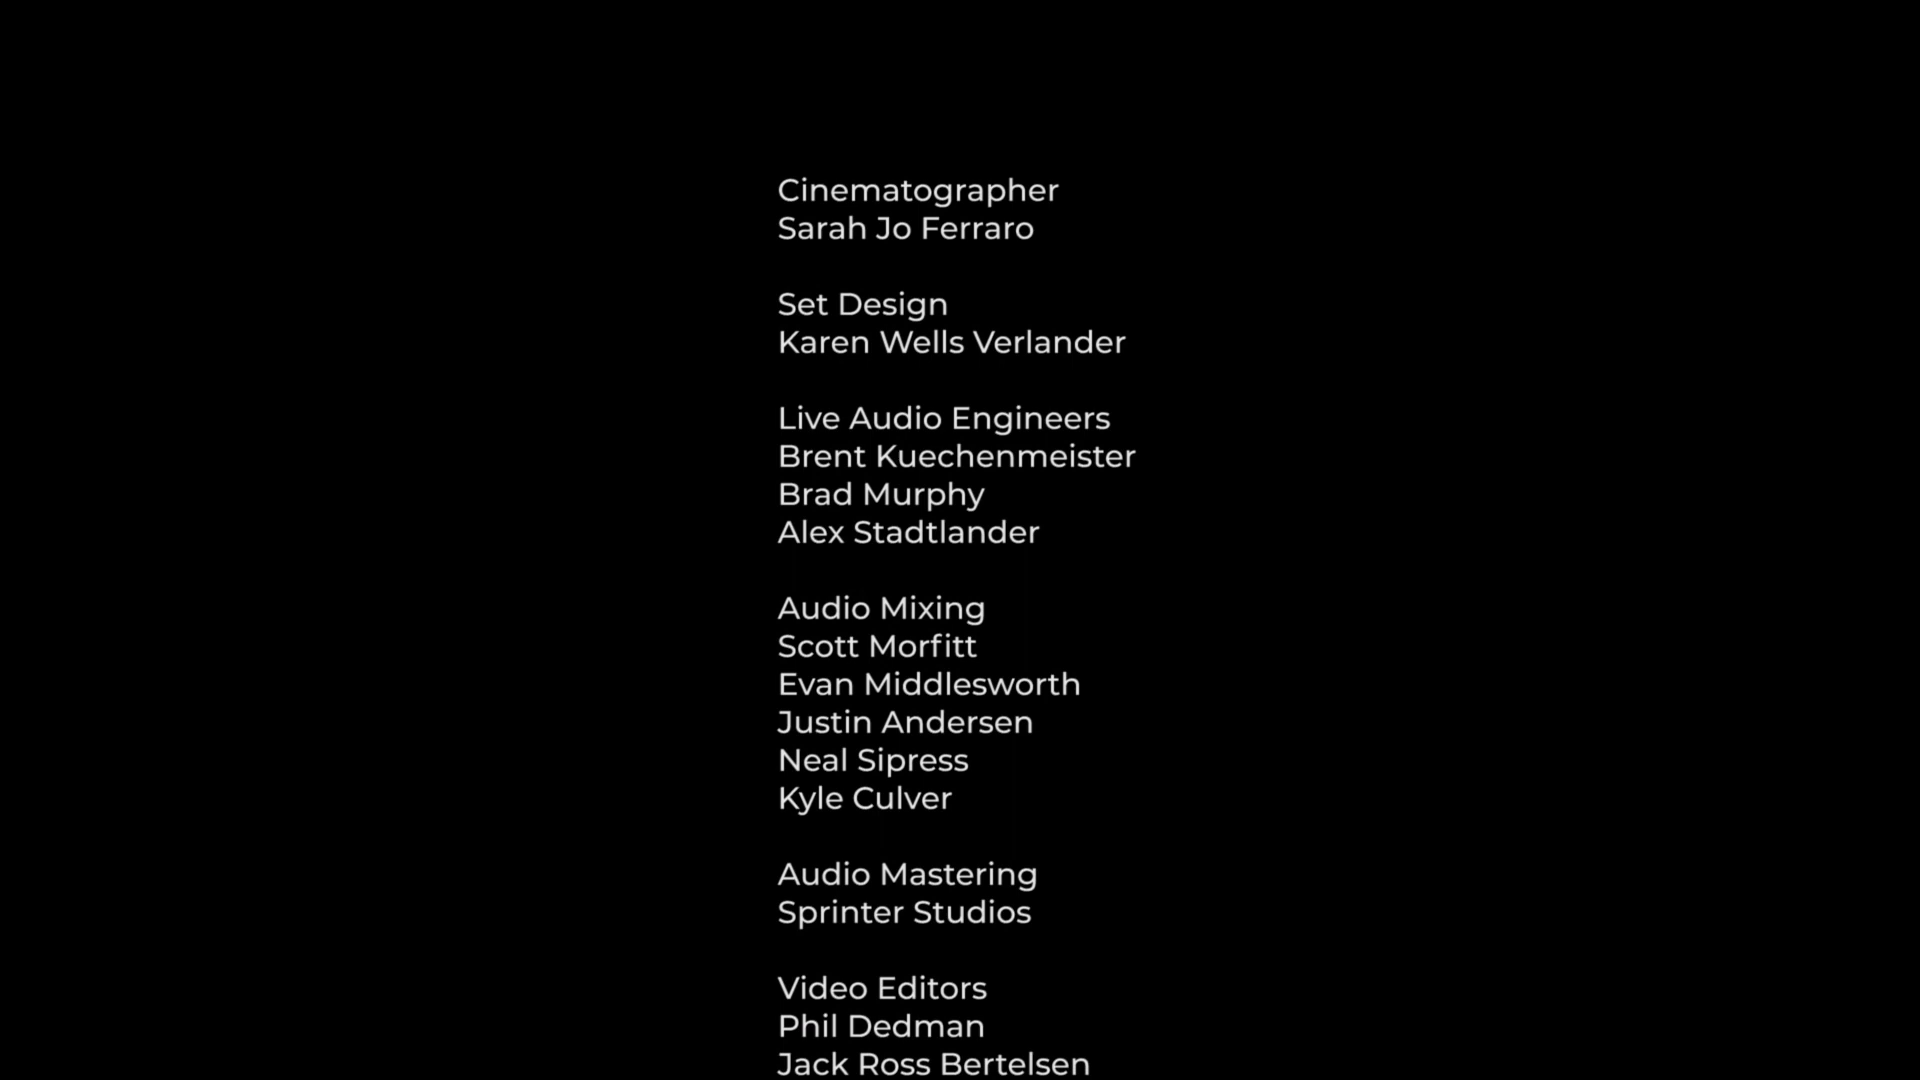 Cinematographer
Sarah Jo Ferraro
Set Design
Karen Wells Verlander
Live Audio Engineers
Brent Kuechenmeister
Brad Murphy
Alex Stadtlander
Audio Mixing
Scott Morfitt
Evan Middlesworth
Justin Andersen
Neal Sipress
Kyle Culver
Audio Mastering
Sprinter Studios
Video Editors
Phil Dedman
Jack Ross Bertelsen